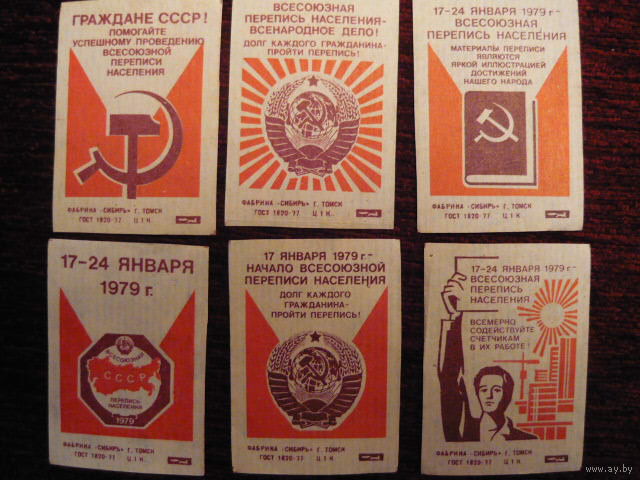 ГРАЖДАНЕ СССР!
ПОМОГАЙТЕ
УСПЕШНОМУ ПРОВЕДЕНИЮ
ВСЕСОЮЗНОЙ
ПЕРЕПИСИ
НАСЕЛЕНИЯ
ФАБРИКА «СИБИРЬ» Г. ТОМСК
ГОСТ 1820-77 Ц. 1 К.
ВСЕСОЮЗНАЯ
ПЕРЕПИСЬ НАСЕЛЕНИЯ-
ВСЕНАРОДНОЕ ДЕЛО!
ДОЛГ КАЖДОГО ГРАЖДАНИНА-
ПРОЙТИ ПЕРЕПИСЬ!
ФАБРИКА «СИБИРЬ» Г. ТОМСК
ГОСТ 1820-77 Ц. 1 К.
17-24 ЯНВАРЯ 1979 г.-
ВСЕСОЮЗНАЯ
ПЕРЕПИСЬ НАСЕЛЕНИЯ
МАТЕРИАЛЫ ПЕРЕПИСИ
ЯВЛЯЮТСЯ
ЯРКОЙ ИЛЛЮСТРАЦИЕЙ
ДОСТИЖЕНИЙ
НАШЕГО НАРОДА
ФАБРИКА «СИБИРЬ» Г. ТОМСК
ГОСТ 1820-77 Ц. 1 К.
17-24 ЯНВАРЯ
1979 г.
ВСЕСОЮЗНАЯ
СССР
ПЕРЕПИСЬ
НАСЕЛЕНИЯ
1979
ФАБРИКА «СИБИРЬ» Г. ТОМСК
ГОСТ 1820-77 Ц. 1 К.
17 ЯНВАРЯ 1979 г.-
НАЧАЛО ВСЕСОЮЗНОЙ
ПЕРЕПИСИ НАСЕЛЕНИЯ
ДОЛГ КАЖДОГО
ГРАЖДАНИНА-
ПРОЙТИ ПЕРЕПИСЬ!
ФАБРИКА «СИБИРЬ» Г. ТОМСК
ГОСТ 1820-77 Ц. 1 К.
17-24 ЯНВАРЯ 1979 г.-
ВСЕСОЮЗНАЯ
ПЕРЕПИСЬ
НАСЕЛЕНИЯ
ВСЕМЕРНО
СОДЕЙСТВУЙТЕ
СЧЕТЧИКАМ
В ИХ РАБОТЕ!
ФАБРИКА «СИБИРЬ» Г. ТОМСК
ГОСТ 1820-77 Ц. 1 К.
www.ay.by